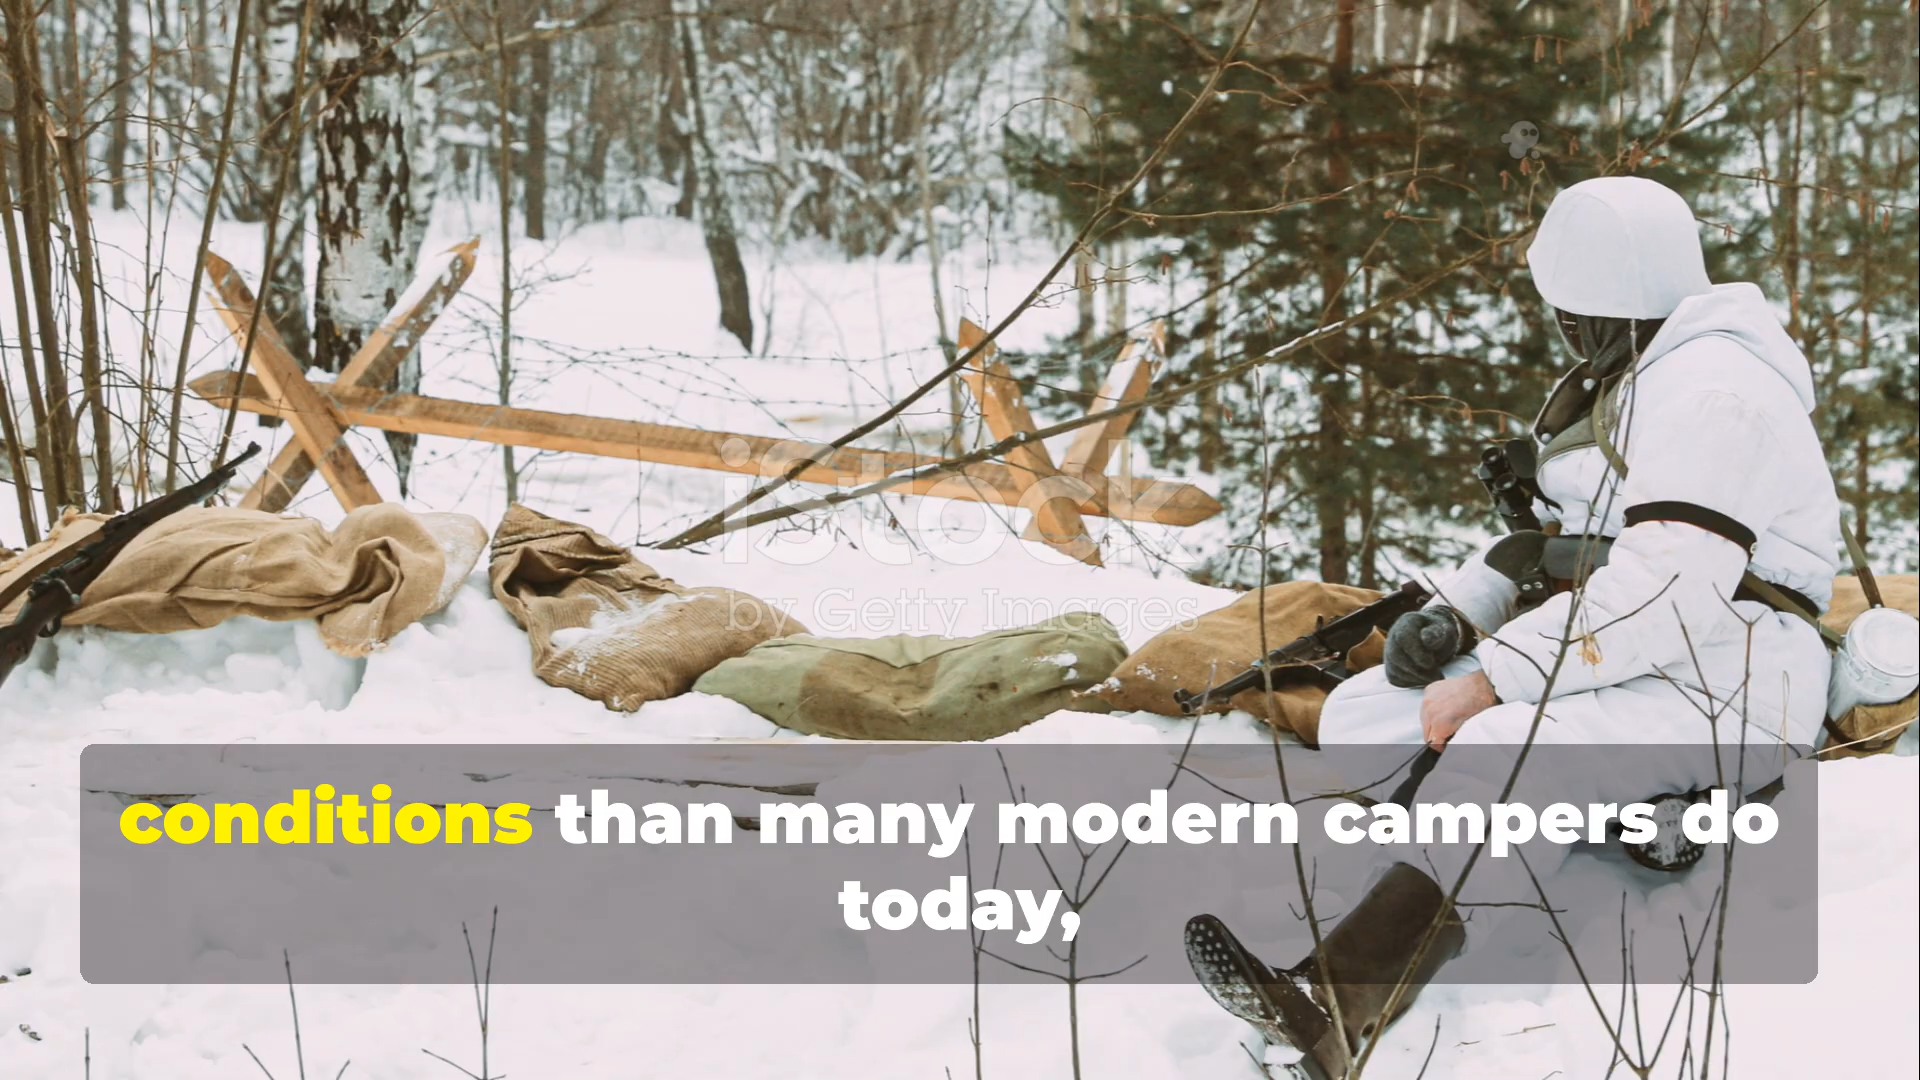 iStock
by Getty Images
conditions than many modern campers do
today,